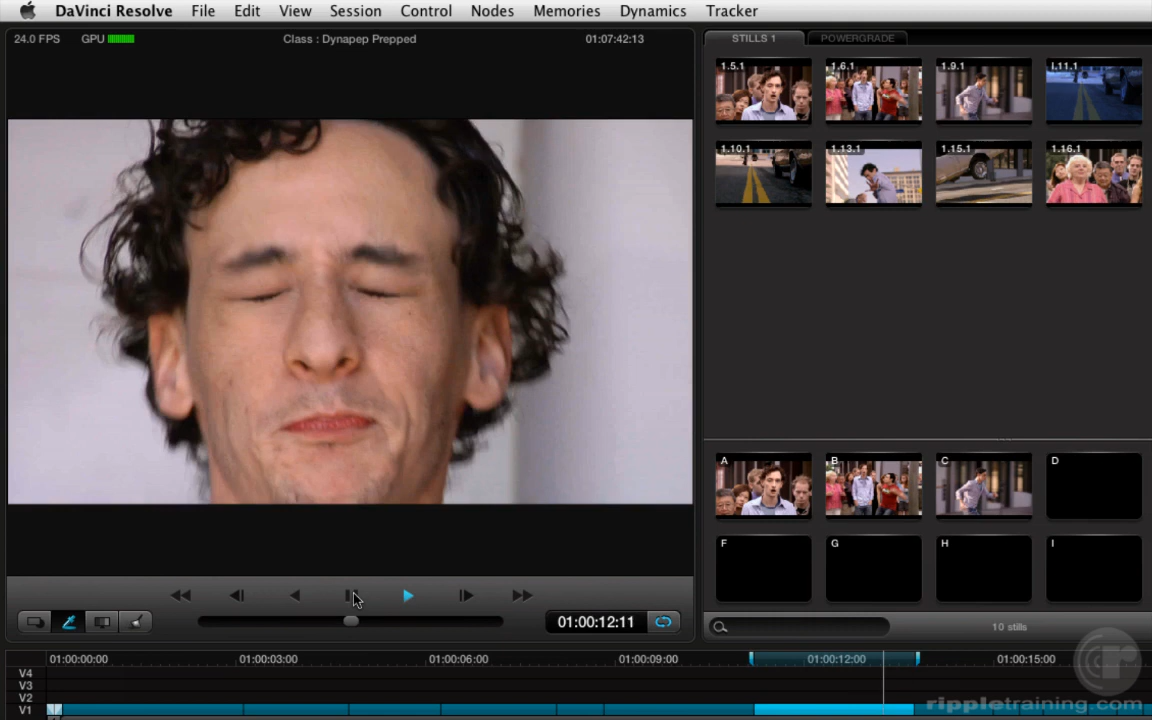 DaVinci Resolve File Edit View Session Control Nodes Memories Dynamics Tracker
24.0 FPS GPU Class : Dynapep Prepped 01:07:42:13
STILLS 1 POWERGRADE
1.5.1 1.6.1 1.9.1 1.11.1
1.10.1 1.13.1 1.15.1 1.16.1
A B C D
F G H I
01:00:12:11
10 stills
01:00:00:00 01:00:03:00 01:00:06:00 01:00:09:00 01:00:12:00 01:00:15:00
V4
V3
V2
V1
rippletraining.com